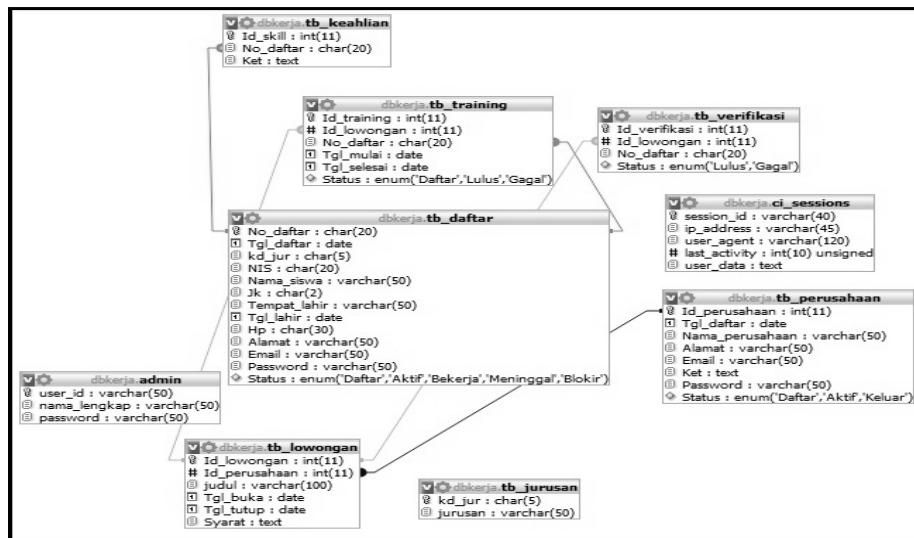 dbkerja.tb_keahlian
Id_skill : int(11)
No_daftar : char(20)
Ket : text
dbkerja.tb_training
Id_training : int(11)
Id_lowongan : int(11)
No_daftar : char(20)
Tgl_mulai : date
Tgl_selesai : date
Status : enum('Daftar','Lulus','Gagal')
dbkerja.tb_verifikasi
Id_verifikasi : int(11)
Id_lowongan : int(11)
No_daftar : char(20)
Status : enum('Lulus','Gagal')
dbkerja.ci_sessions
session_id : varchar(40)
ip_address : varchar(45)
user_agent : varchar(120)
last_activity : int(10) unsigned
user_data : text
dbkerja.tb_daftar
No_daftar : char(20)
Tgl_daftar : date
kd_jur : char(5)
NIS : char(20)
Nama_siswa : varchar(50)
Jk : char(2)
Tempat_lahir : varchar(50)
Tgl_lahir : date
Hp : char(30)
Alamat : varchar(50)
Email : varchar(50)
Password : varchar(50)
Status : enum('Daftar','Aktif','Bekerja','Meninggal','Blokir')
dbkerja.tb_perusahaan
Id_perusahaan : int(11)
Tgl_daftar : date
Nama_perusahaan : varchar(50)
Alamat : varchar(50)
Email : varchar(50)
Ket : text
Password : varchar(50)
Status : enum('Daftar','Aktif','Keluar')
dbkerja.admin
user_id : varchar(50)
nama_lengkap : varchar(50)
password : varchar(50)
dbkerja.tb_lowongan
Id_lowongan : int(11)
Id_perusahaan : int(11)
judul : varchar(100)
Tgl_buka : date
Tgl_tutup : date
Syarat : text
dbkerja.tb_jurusan
kd_jur : char(5)
jurusan : varchar(50)